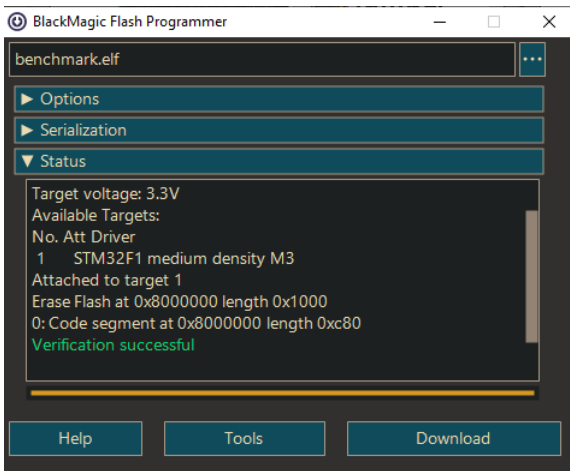 BlackMagic Flash Programmer
benchmark.elf
...
Options
Serialization
Status
Target voltage: 3.3V
Available Targets:
No. Att Driver
1 STM32F1 medium density M3
Attached to target 1
Erase Flash at 0x8000000 length 0x1000
0: Code segment at 0x8000000 length 0xc80
Verification successful
Help Tools Download